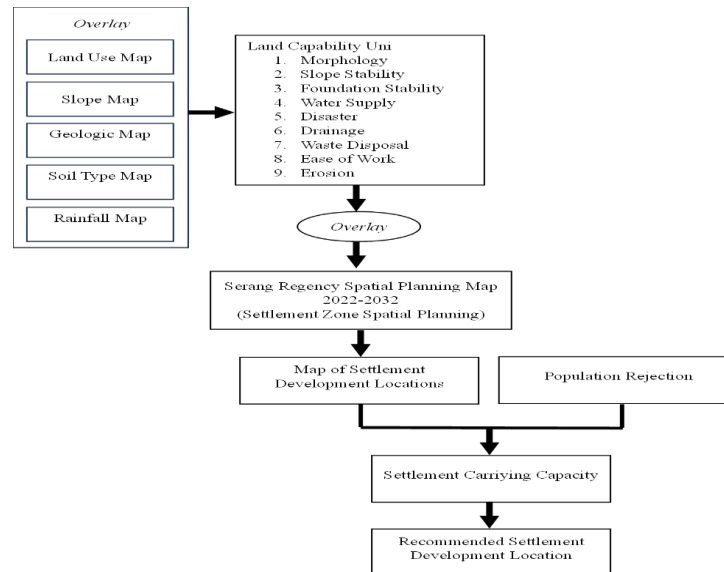 Overlay
Land Use Map
Slope Map
Geologic Map
Soil Type Map
Rainfall Map
Land Capability Uni
1. Morphology
2. Slope Stability
3. Foundation Stability
4. Water Supply
5. Disaster
6. Drainage
7. Waste Disposal
8. Ease of Work
9. Erosion
Overlay
Serang Regency Spatial Planning Map
2022-2032
(Settlement Zone Spatial Planning)
Map of Settlement
Development Locations
Population Rejection
Settlement Carriying Capacity
Recommended Settlement
Development Location